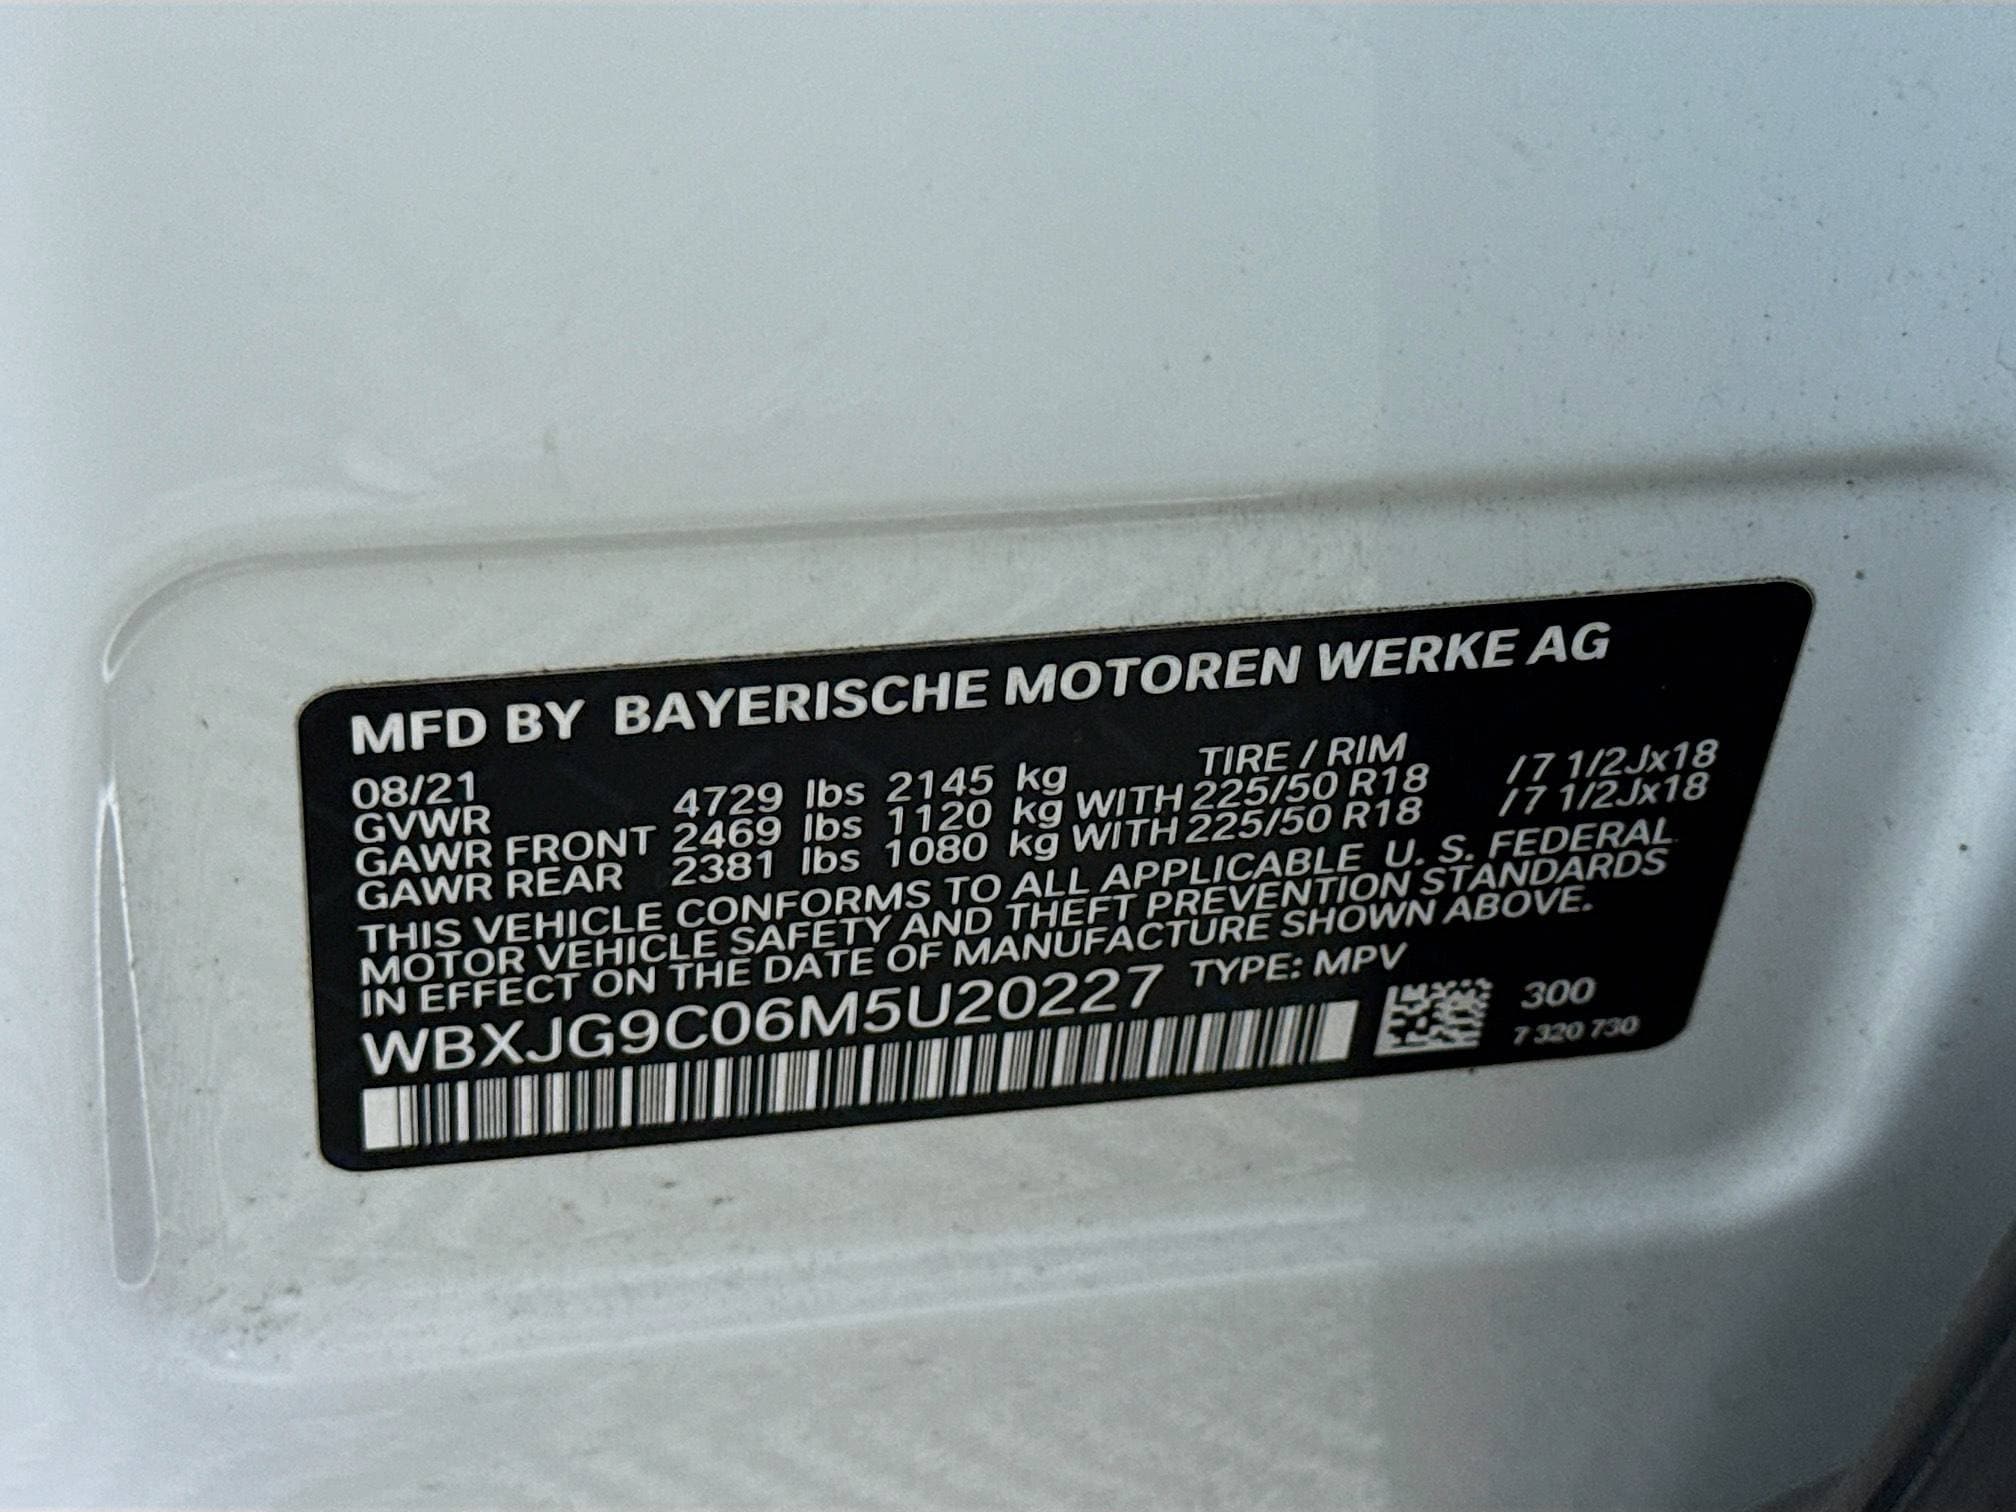 MFD BY BAYERISCHE MOTOREN WERKE AG
08/21 TIRE / RIM
GVWR 4729 lbs 2145 kg
GAWR FRONT 2469 lbs 1120 kg WITH 225/50 R18 /7 1/2Jx18
GAWR REAR 2381 lbs 1080 kg WITH 225/50 R18 /7 1/2Jx18
THIS VEHICLE CONFORMS TO ALL APPLICABLE U. S. FEDERAL
MOTOR VEHICLE SAFETY AND THEFT PREVENTION STANDARDS
IN EFFECT ON THE DATE OF MANUFACTURE SHOWN ABOVE.
WBXJG9C06M5U20227 TYPE: MPV
300
7 320 730